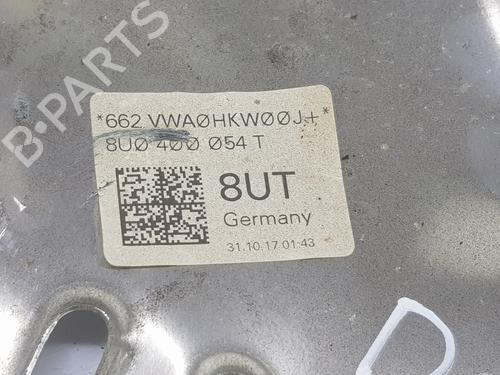 B-PARTS
*662 VWA0HKW00J+*
8U0 400 054 T
8UT
Germany
31.10.17 01:43
D